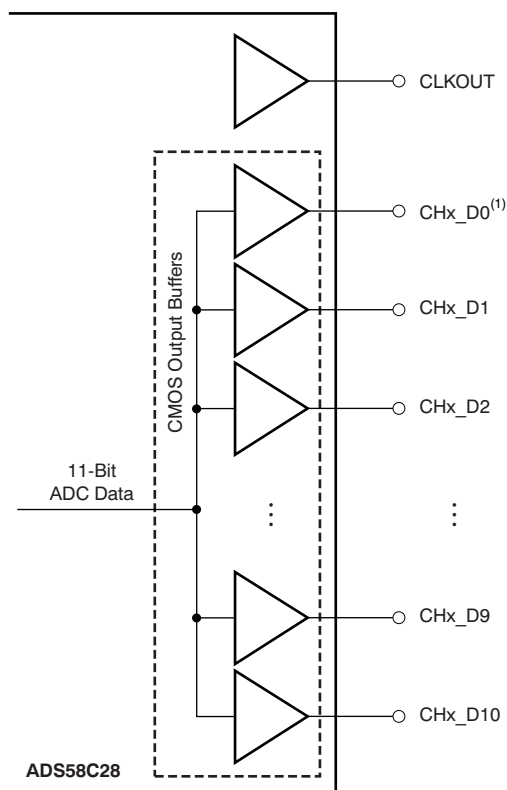 CLKOUT
CHx_D0(1)
CMOS Output Buffers
CHx_D1
CHx_D2
11-Bit
ADC Data
CHx_D9
CHx_D10
ADS58C28